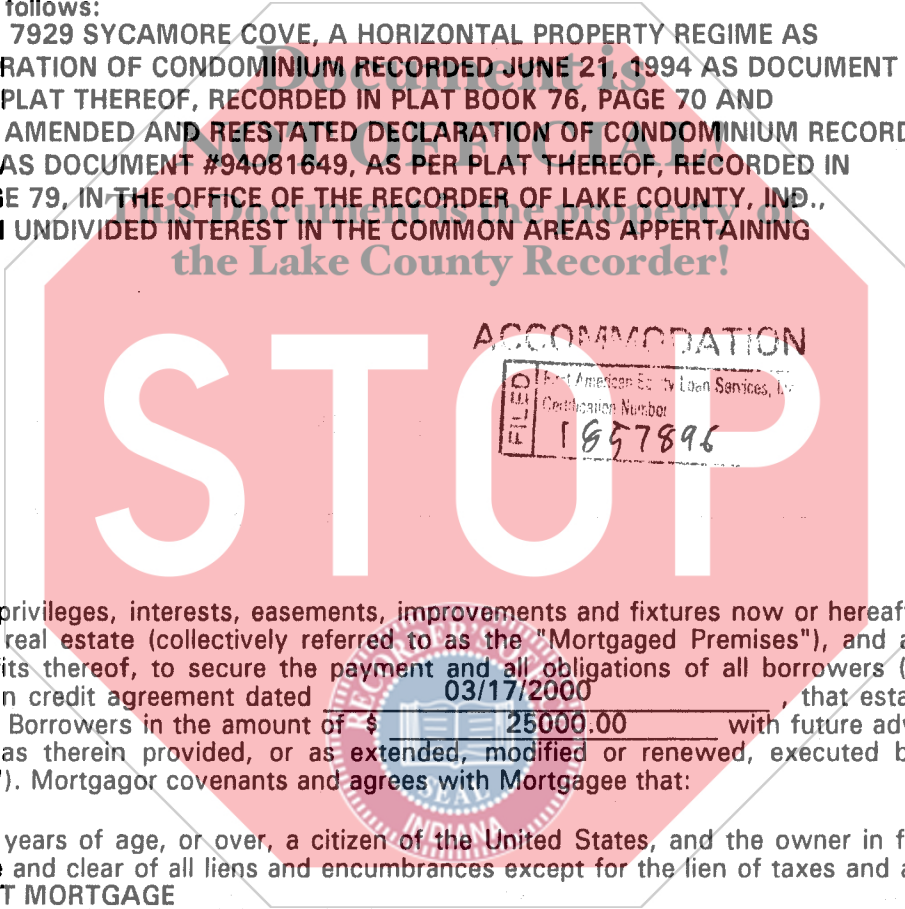 follows:
7929 SYCAMORE COVE, A HORIZONTAL PROPERTY REGIME AS
RATION OF CONDOMINIUM RECORDED JUNE 21, 1994 AS DOCUMENT
Document is
PLAT THEREOF, RECORDED IN PLAT BOOK 76, PAGE 70 AND
AMENDED AND REESTATED DECLARATION OF CONDOMINIUM RECORD
NOT OFFICIAL!
AS DOCUMENT #94081649, AS PER PLAT THEREOF, RECORDED IN
E 79, IN THE OFFICE OF THE RECORDER OF LAKE COUNTY, IND.,
This Document is the property of
UNDIVIDED INTEREST IN THE COMMON AREAS APPERTAINING
the Lake County Recorder!
STOP
ACCOMMODATION
FILED
First American Equity Loan Services,
Certification Number
1857896
privileges, interests, easements, improvements and fixtures now or hereaf
real estate (collectively referred to as the "Mortgaged Premises"), and a
its thereof, to secure the payment and all obligations of all borrowers (
n credit agreement dated 03/17/2000 , that esta
Borrowers in the amount of $ 25000.00 with future adv
as therein provided, or as extended, modified or renewed, executed b
"). Mortgagor covenants and agrees with Mortgagee that:
SEAL
INDIANA
years of age, or over, a citizen of the United States, and the owner in f
e and clear of all liens and encumbrances except for the lien of taxes and a
T MORTGAGE